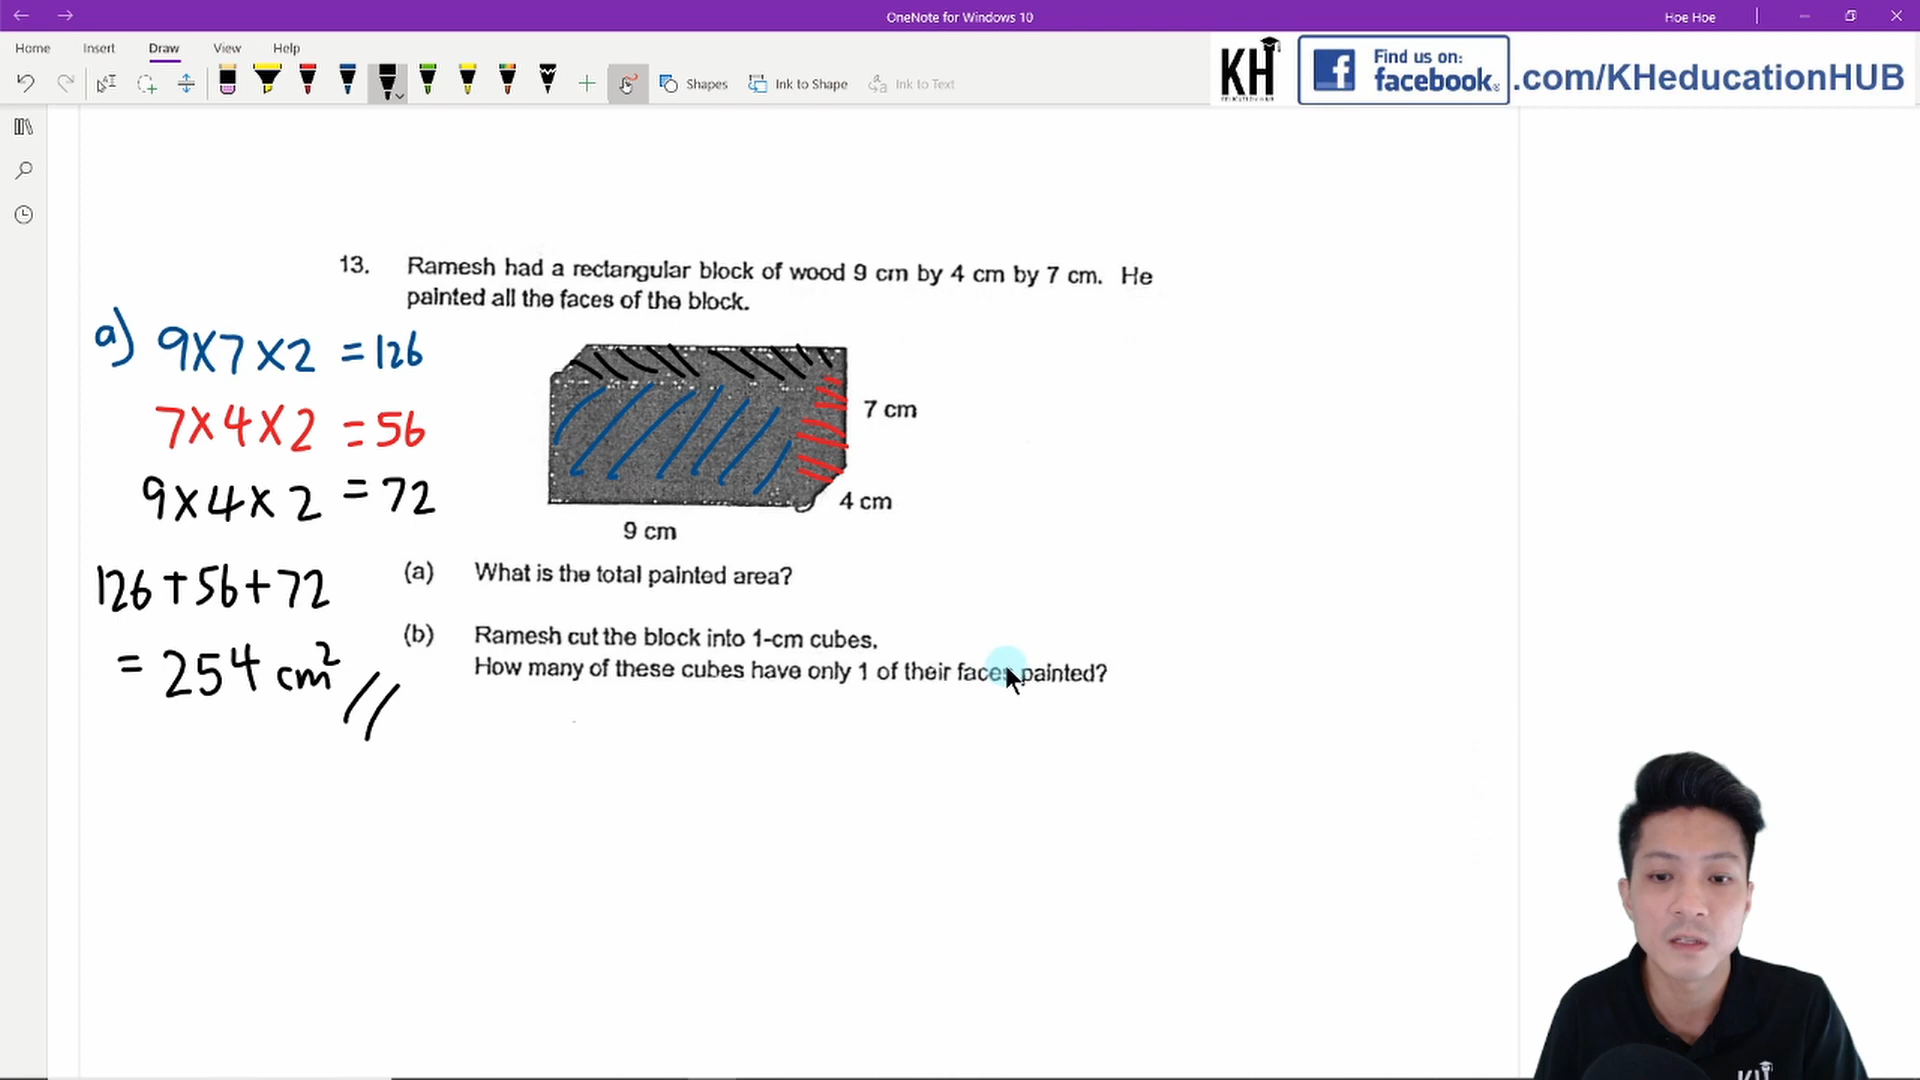 OneNote for Windows 10
Hoe Hoe
Home Insert Draw View Help
Shapes Ink to Shape Ink to Text
KH
Find us on:
facebook. .com/KHeducationHUB
13. Ramesh had a rectangular block of wood 9 cm by 4 cm by 7 cm. He
painted all the faces of the block.
a) 9x7x2 = 126
7x4x2 = 56
9x4x2 = 72
126+56+72
= 254 cm²
7 cm
4 cm
9 cm
(a) What is the total painted area?
(b) Ramesh cut the block into 1-cm cubes.
How many of these cubes have only 1 of their faces painted?